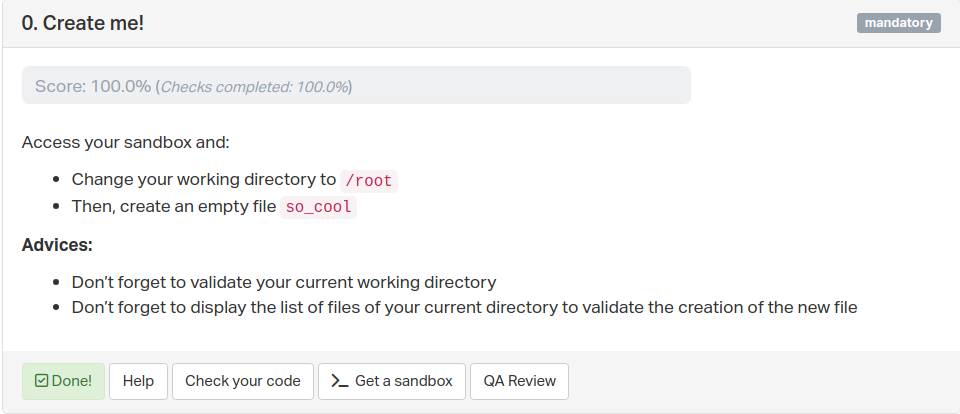 0. Create me!
mandatory
Score: 100.0% (Checks completed: 100.0%)
Access your sandbox and:
Change your working directory to /root
Then, create an empty file so_cool
Advices:
Don’t forget to validate your current working directory
Don’t forget to display the list of files of your current directory to validate the creation of the new file
Done! Help Check your code Get a sandbox QA Review